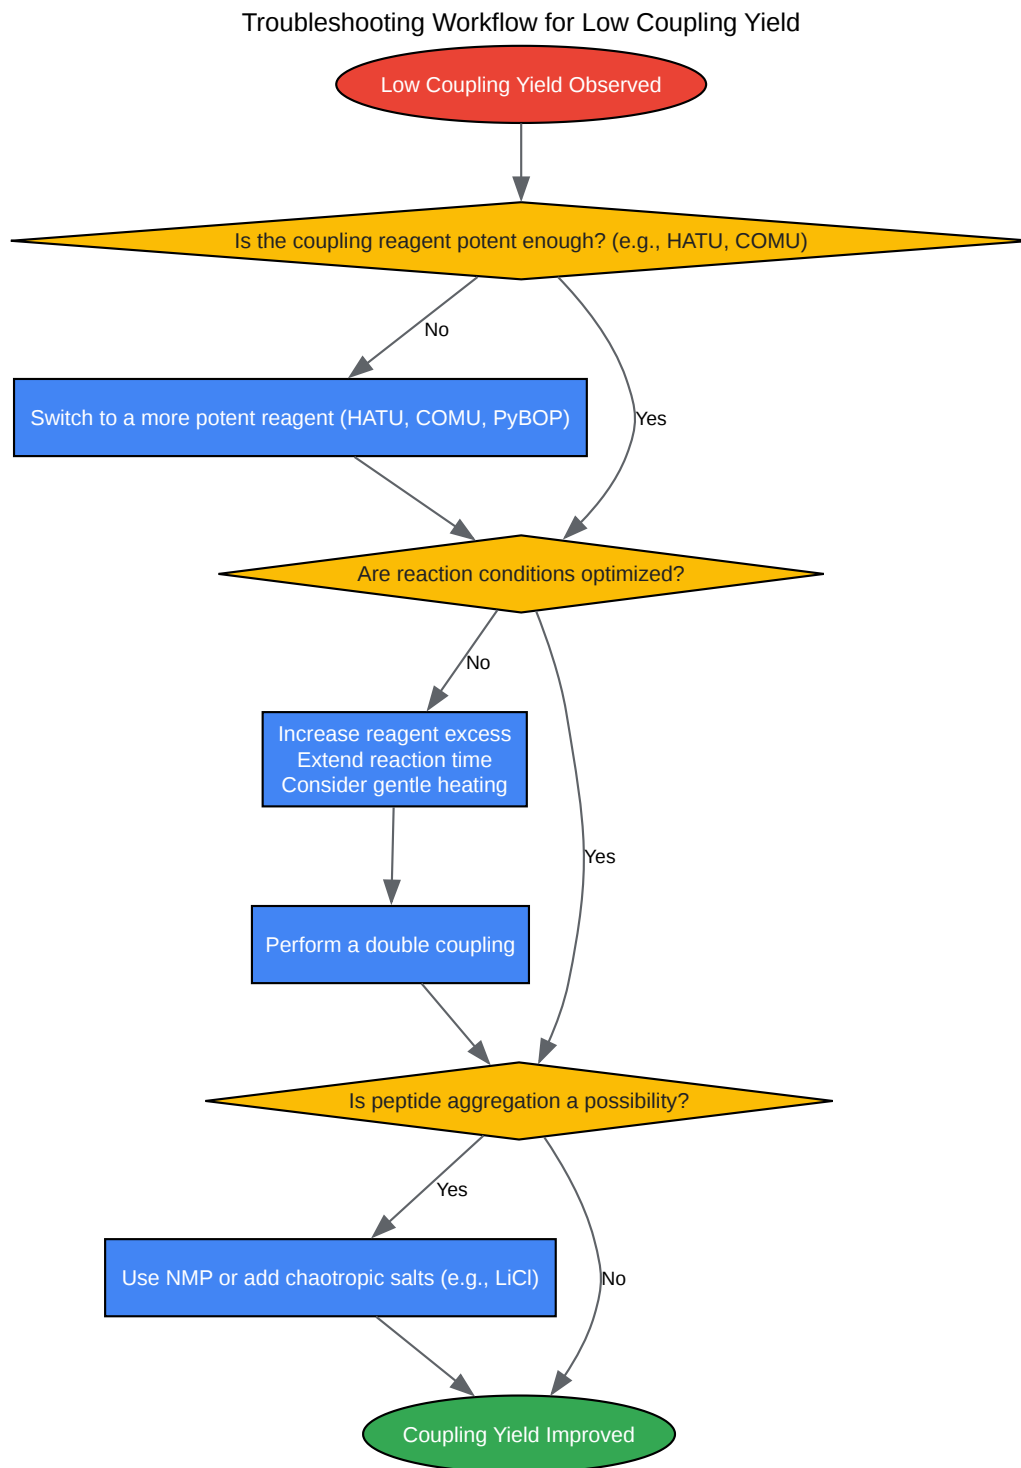 Troubleshooting Workflow for Low Coupling Yield
Low Coupling Yield Observed
Is the coupling reagent potent enough? (e.g., HATU, COMU)
No
Switch to a more potent reagent (HATU, COMU, PyBOP)
Yes
Are reaction conditions optimized?
No
Increase reagent excess
Extend reaction time
Consider gentle heating
Yes
Perform a double coupling
Is peptide aggregation a possibility?
Yes
Use NMP or add chaotropic salts (e.g., LiCl)
No
Coupling Yield Improved